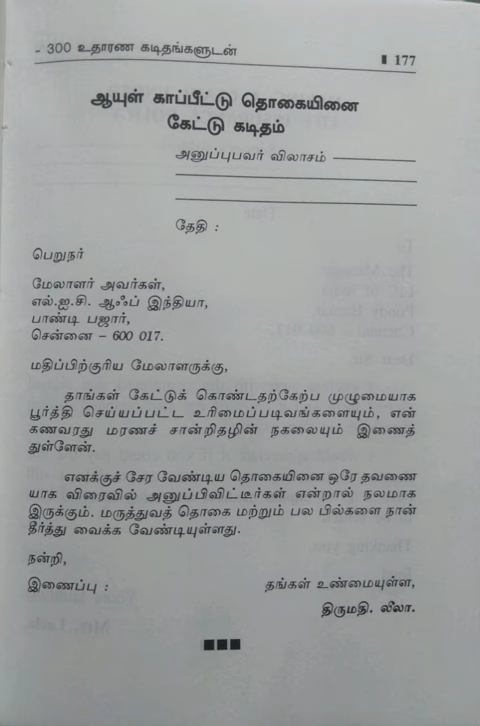 - 300 உதாரண கடிதங்களுடன்
177
ஆயுள் காப்பீட்டு தொகையினை
கேட்டு கடிதம்
அனுப்புபவர் விலாசம்
தேதி :
பெறுநர்
மேலாளர் அவர்கள்,
எல்.ஐ.சி. ஆஃப் இந்தியா,
பாண்டி பஜார்,
சென்னை – 600 017.
மதிப்பிற்குரிய மேலாளருக்கு,
தாங்கள் கேட்டுக் கொண்டதற்கேற்ப முழுமையாக
பூர்த்தி செய்யப்பட்ட உரிமைப்படிவங்களையும், என்
கணவரது மரணச் சான்றிதழின் நகலையும் இணைத்
துள்ளேன்.
எனக்குச் சேர வேண்டிய தொகையினை ஒரே தவணை
யாக விரைவில் அனுப்பிவிட்டீர்கள் என்றால் நலமாக
இருக்கும். மருத்துவத் தொகை மற்றும் பல பில்களை நான்
தீர்த்து வைக்க வேண்டியுள்ளது.
நன்றி,
இணைப்பு :
தங்கள் உண்மையுள்ள,
திருமதி. லீலா.